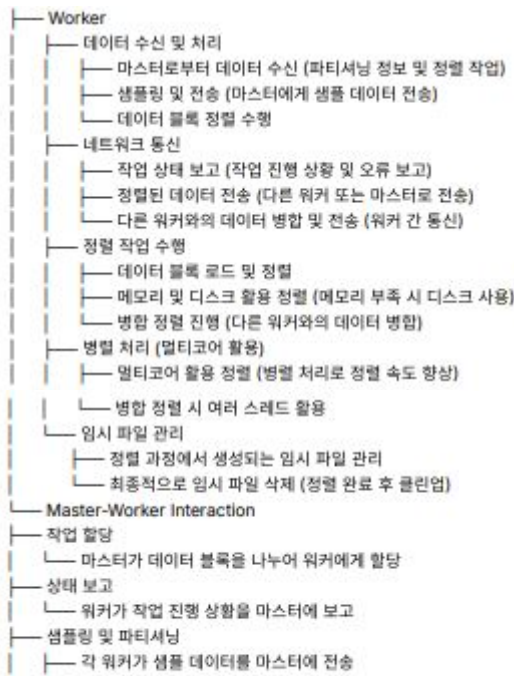 ├── Worker
│   ├── 데이터 수신 및 처리
│   │   ├── 마스터로부터 데이터 수신 (파티셔닝 정보 및 정렬 작업)
│   │   ├── 샘플링 및 전송 (마스터에게 샘플 데이터 전송)
│   │   └── 데이터 블록 정렬 수행
│   ├── 네트워크 통신
│   │   ├── 작업 상태 보고 (작업 진행 상황 및 오류 보고)
│   │   ├── 정렬된 데이터 전송 (다른 워커 또는 마스터로 전송)
│   │   └── 다른 워커와의 데이터 병합 및 전송 (워커 간 통신)
│   ├── 정렬 작업 수행
│   │   ├── 데이터 블록 로드 및 정렬
│   │   ├── 메모리 및 디스크 활용 정렬 (메모리 부족 시 디스크 사용)
│   │   └── 병합 정렬 진행 (다른 워커와의 데이터 병합)
│   ├── 병렬 처리 (멀티코어 활용)
│   │   ├── 멀티코어 활용 정렬 (병렬 처리로 정렬 속도 향상)
│   │   └── 병합 정렬 시 여러 스레드 활용
│   └── 임시 파일 관리
│       ├── 정렬 과정에서 생성되는 임시 파일 관리
│       └── 최종적으로 임시 파일 삭제 (정렬 완료 후 클린업)
└── Master-Worker Interaction
├── 작업 할당
│   └── 마스터가 데이터 블록을 나누어 워커에게 할당
├── 상태 보고
│   └── 워커가 작업 진행 상황을 마스터에 보고
├── 샘플링 및 파티셔닝
│   ├── 각 워커가 샘플 데이터를 마스터에 전송